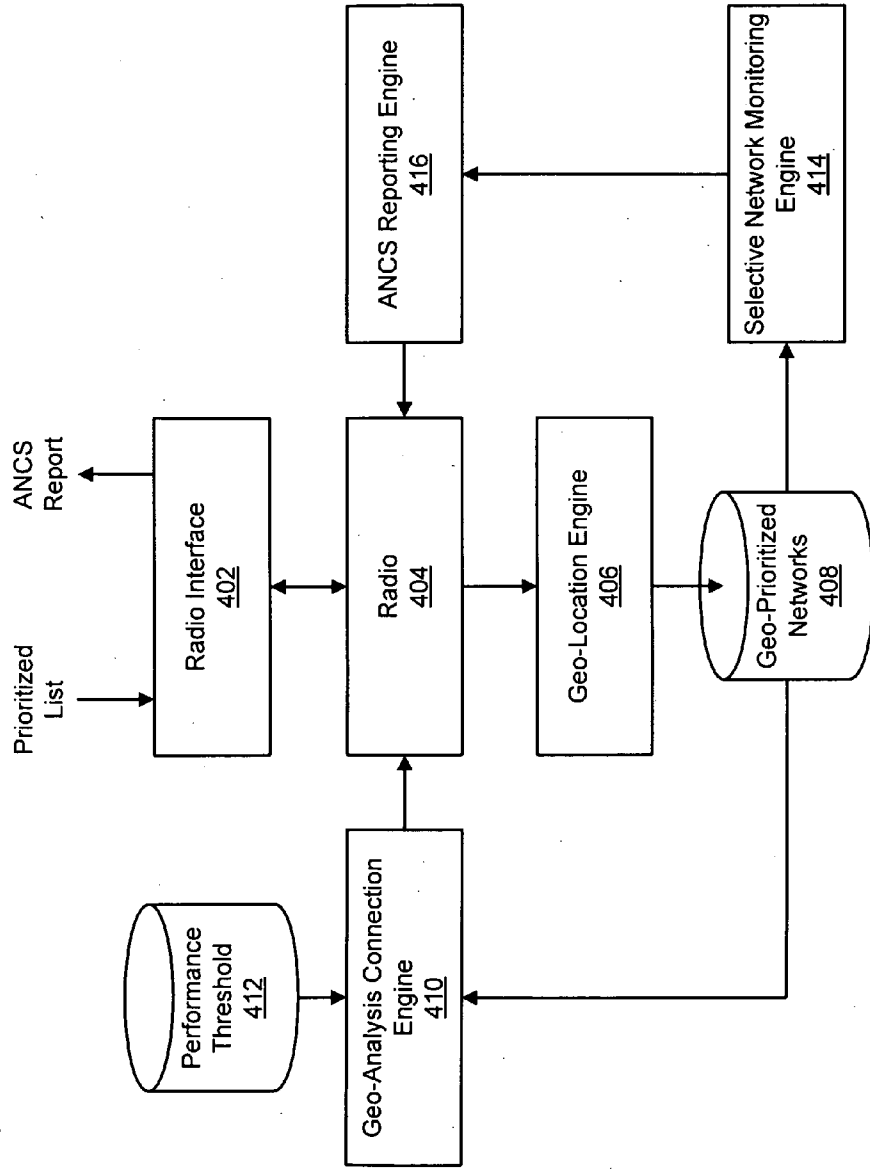 Prioritized
List
ANCS
Report
Radio Interface
402
Performance
Threshold
412
Geo-Analysis Connection
Engine
410
Radio
404
ANCS Reporting Engine
416
Geo-Location Engine
406
Geo-Prioritized
Networks
408
Selective Network Monitoring
Engine
414